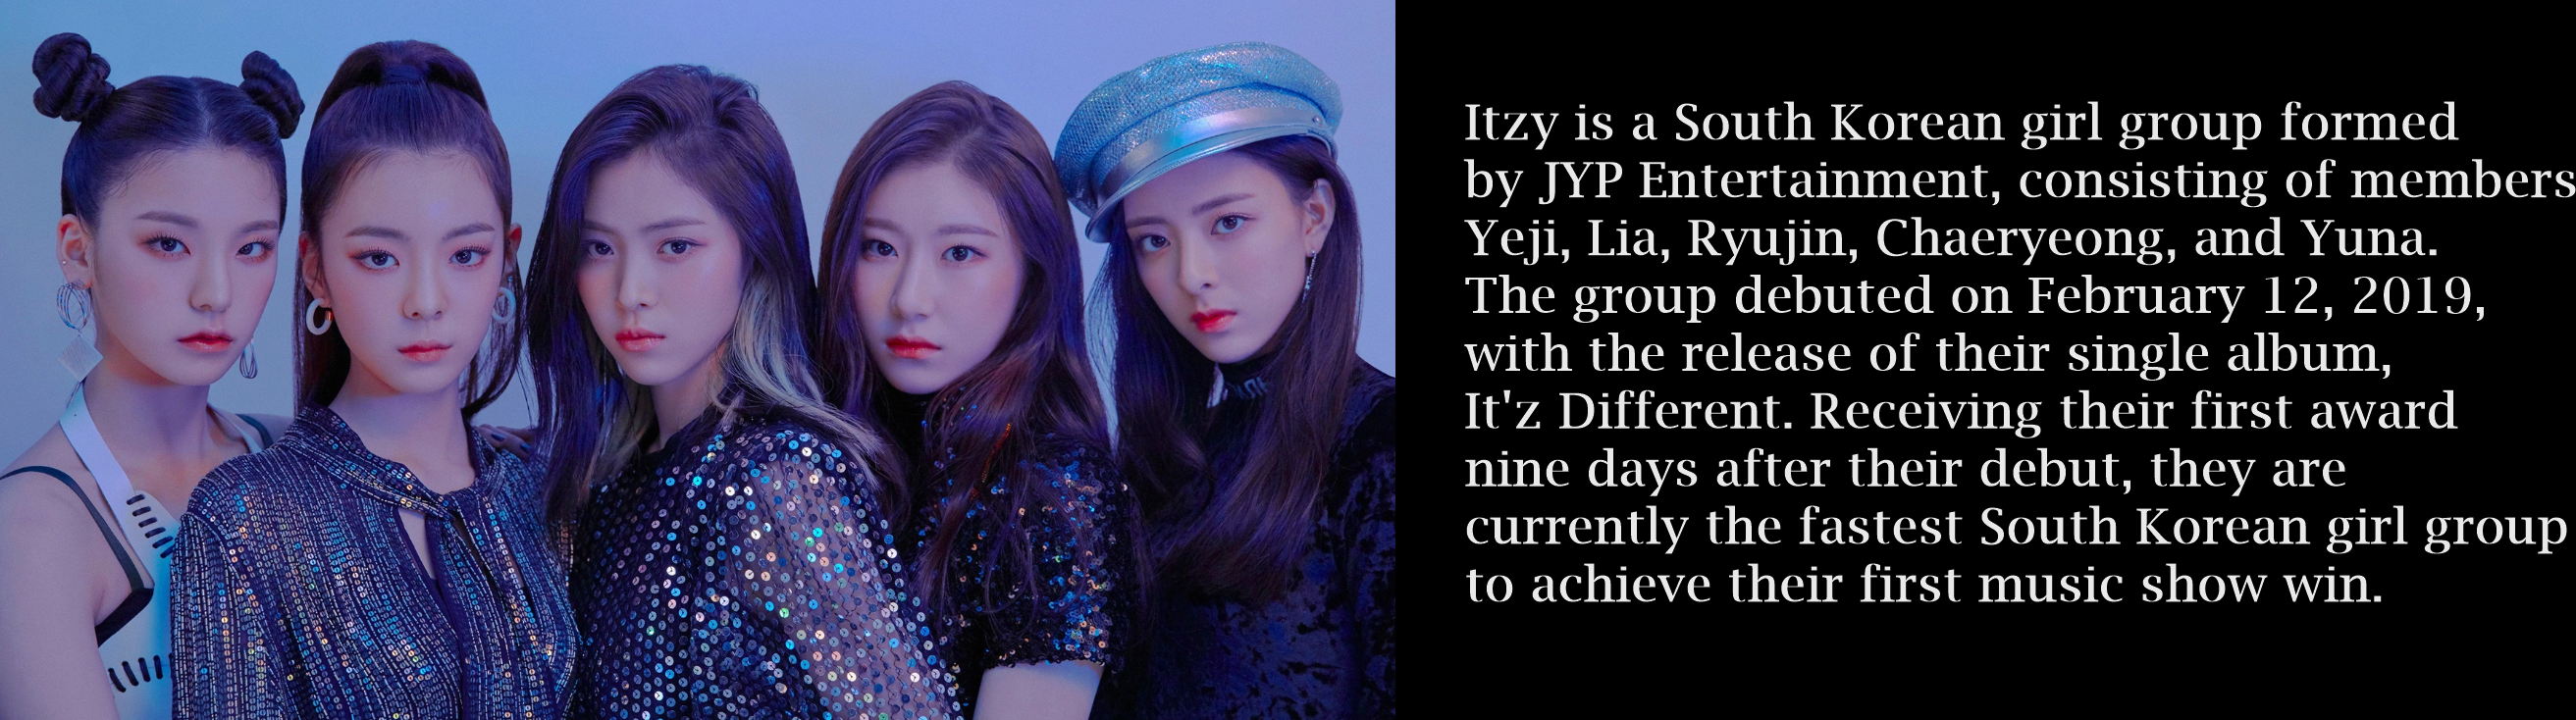 Itzy is a South Korean girl group formed
by JYP Entertainment, consisting of members
Yeji, Lia, Ryujin, Chaeryeong, and Yuna.
The group debuted on February 12, 2019,
with the release of their single album,
It'z Different. Receiving their first award
nine days after their debut, they are
currently the fastest South Korean girl group
to achieve their first music show win.